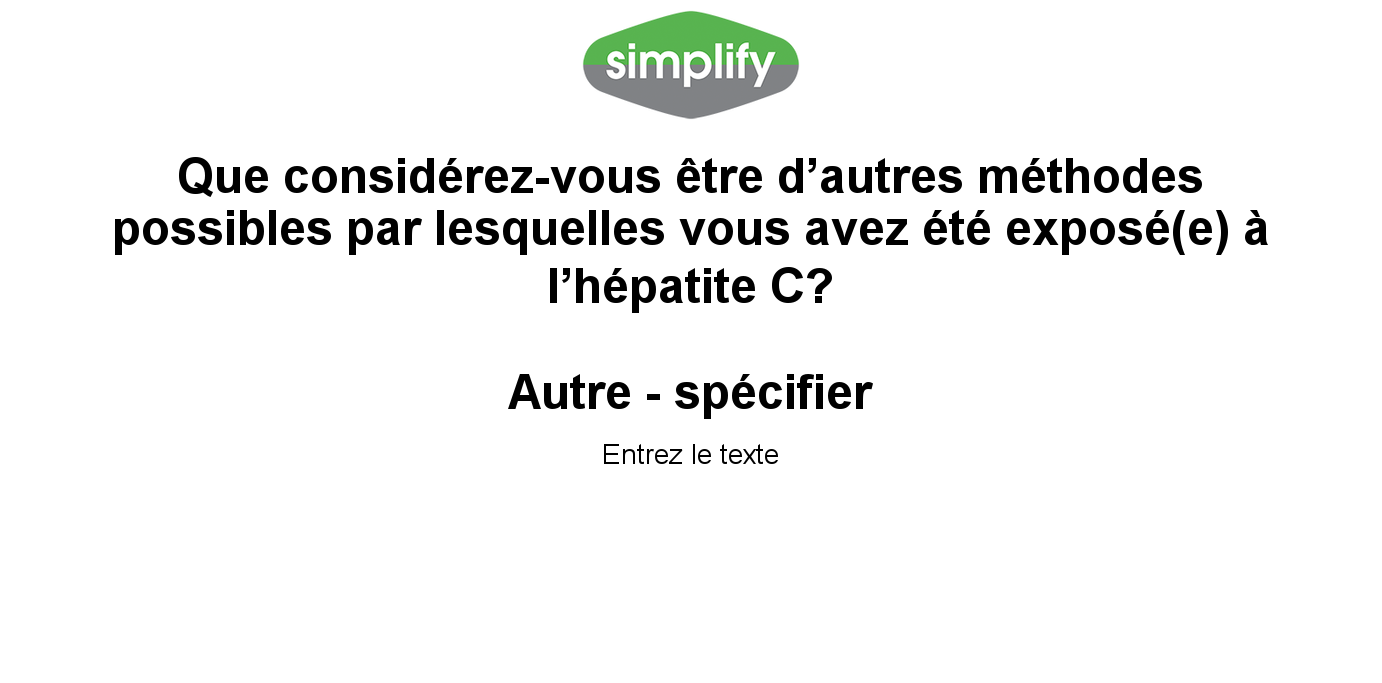 simplify
Que considérez-vous être d’autres méthodes
possibles par lesquelles vous avez été exposé(e) à
l’hépatite C?
Autre - spécifier
Entrez le texte